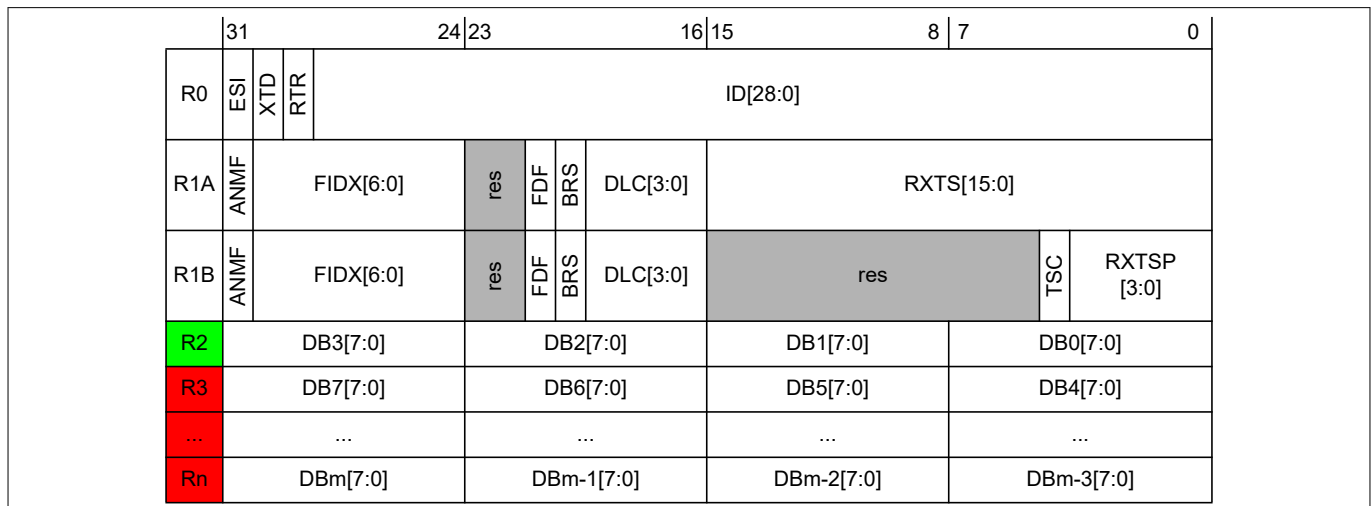 31 24 23 16 15 8 7 0
R0 ESI XTD RTR ID[28:0]
R1A ANMF FIDX[6:0] res FDF BRS DLC[3:0] RXTS[15:0]
R1B ANMF FIDX[6:0] res FDF BRS DLC[3:0] res TSC RXTSP
[3:0]
R2 DB3[7:0] DB2[7:0] DB1[7:0] DB0[7:0]
R3 DB7[7:0] DB6[7:0] DB5[7:0] DB4[7:0]
... ... ... ... ...
Rn DBm[7:0] DBm-1[7:0] DBm-2[7:0] DBm-3[7:0]